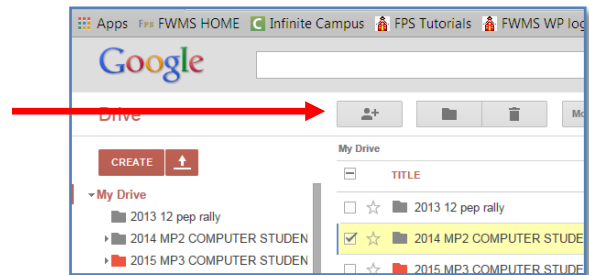 Apps FPS FWMS HOME C Infinite Campus FPS Tutorials FWMS WP log
Google
Drive
Mo
CREATE
My Drive
2013 12 pep rally
2014 MP2 COMPUTER STUDEN
2015 MP3 COMPUTER STUDEN
My Drive
TITLE
2013 12 pep rally
2014 MP2 COMPUTER STUDE
2015 MP3 COMPUTER STUDE